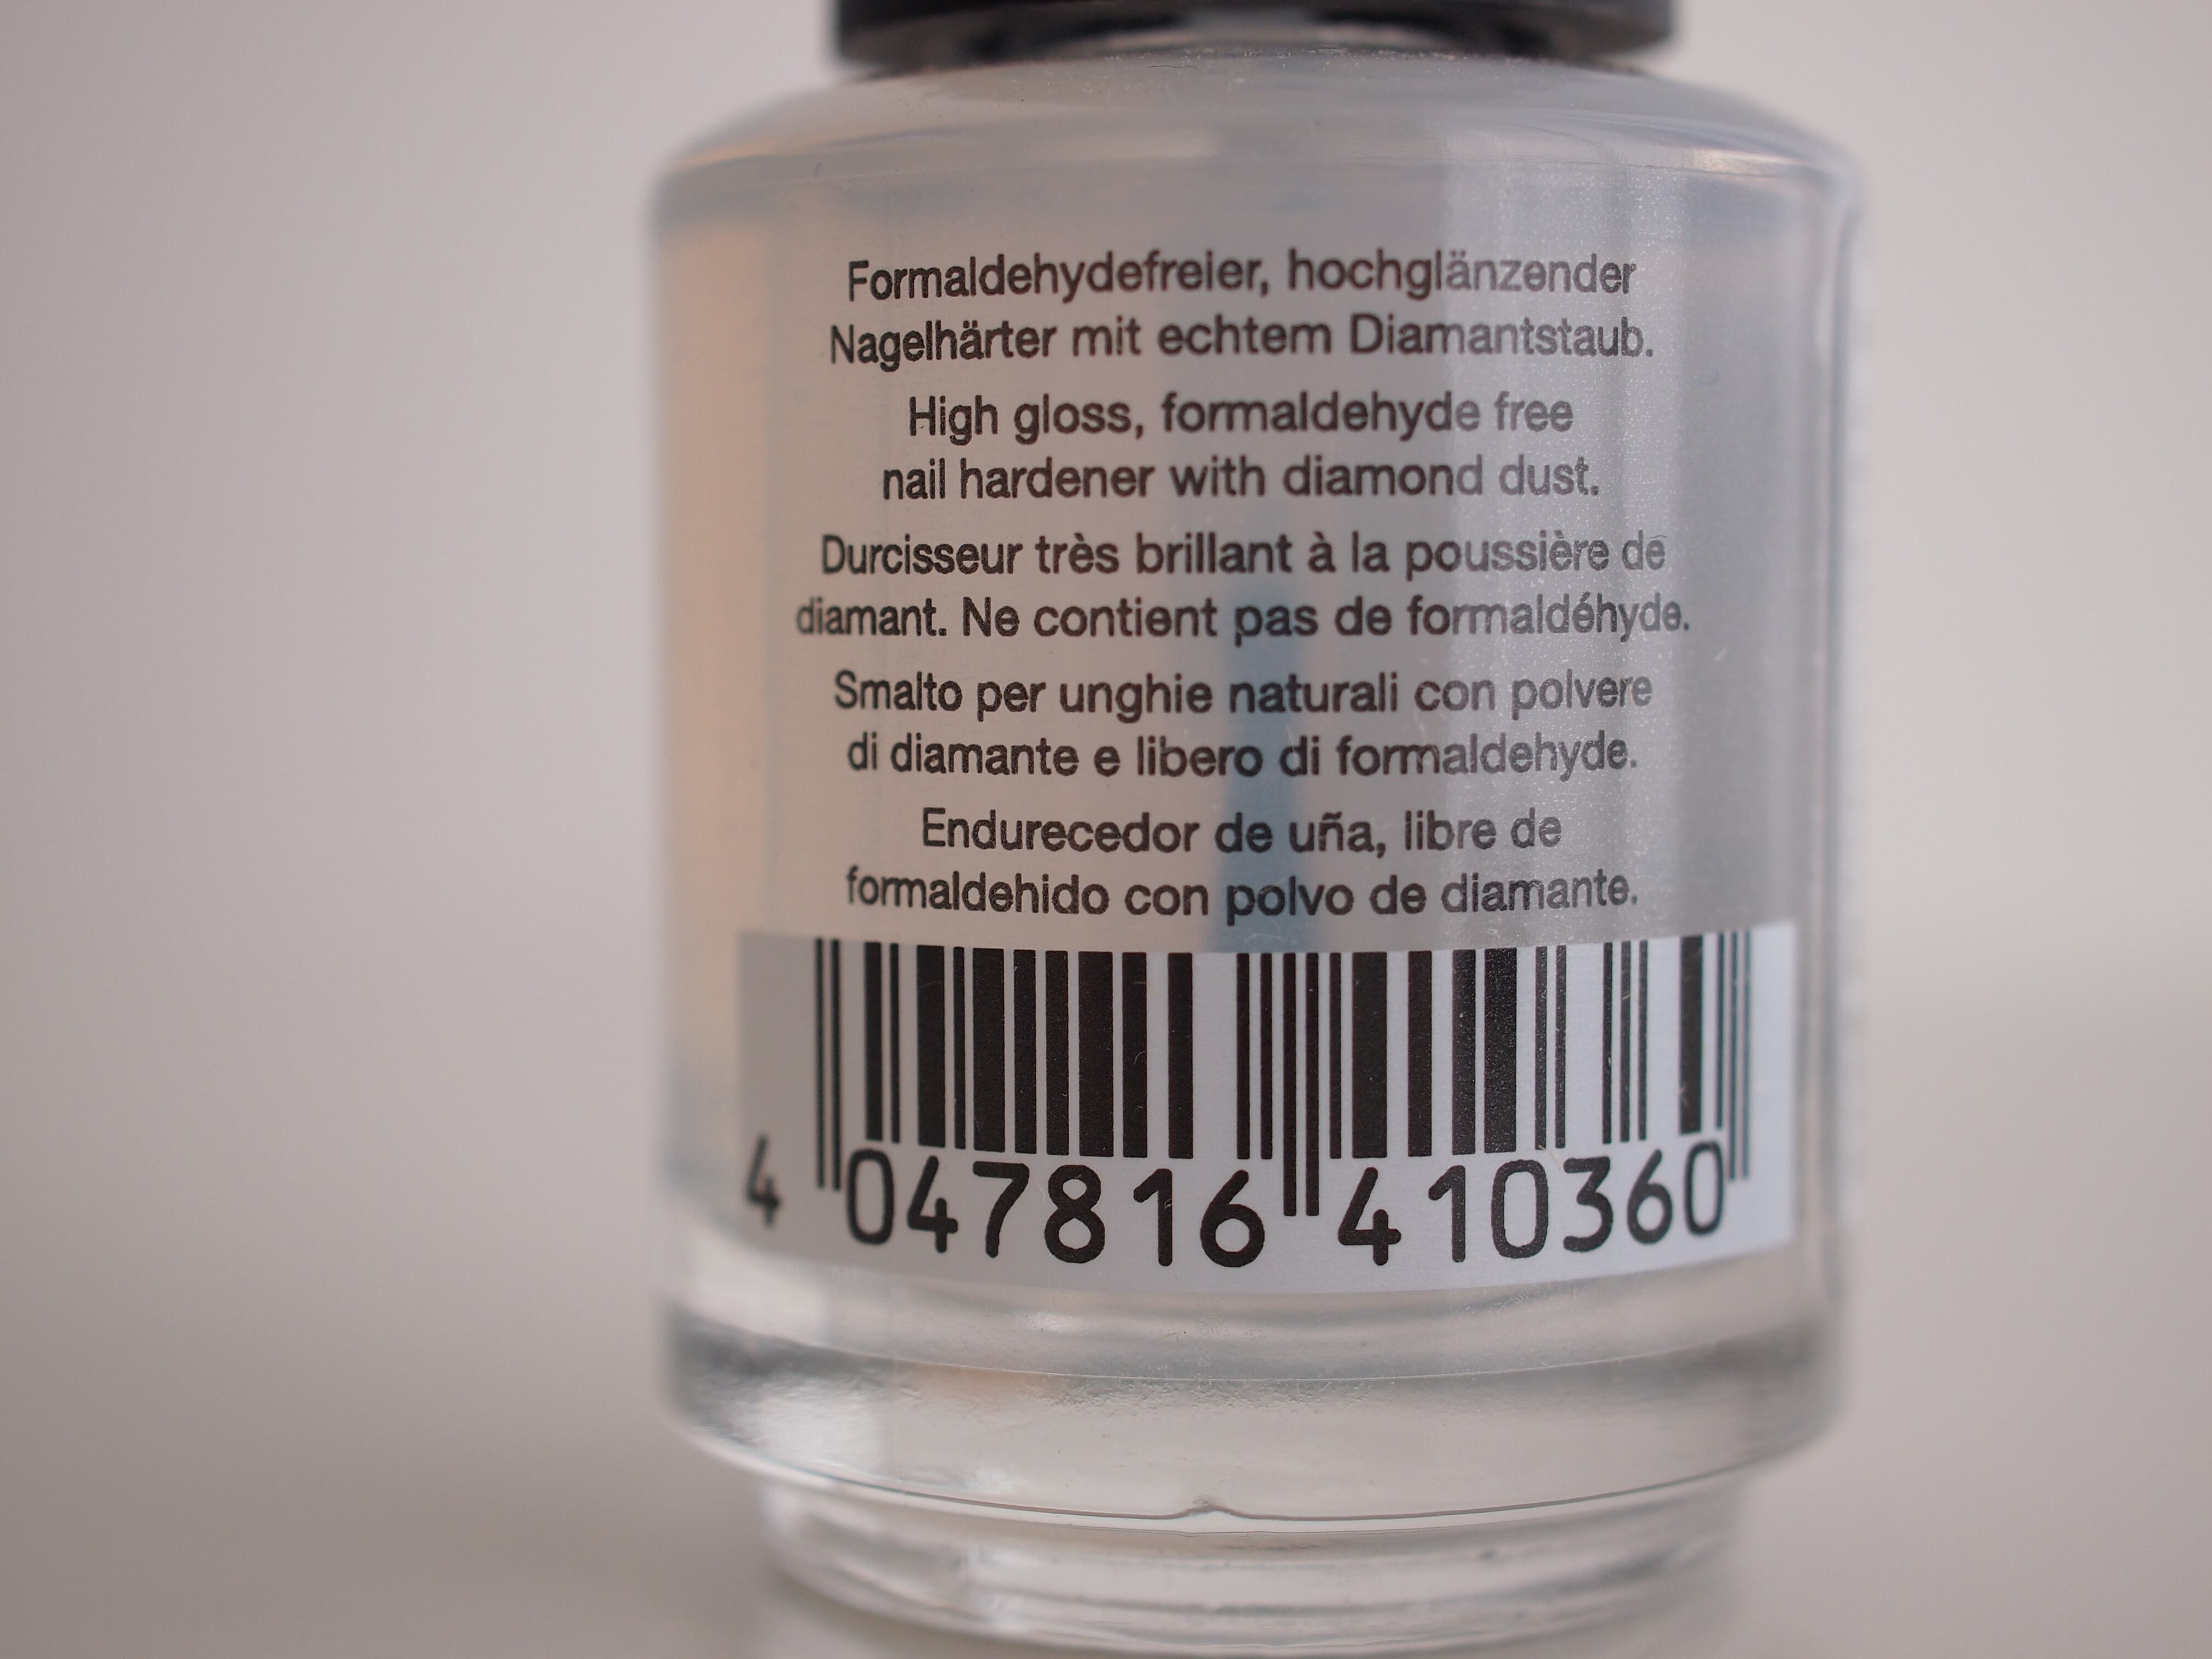 Formaldehydefreier, hochglänzender
Nagelhärter mit echtem Diamantstaub.
High gloss, formaldehyde free
nail hardener with diamond dust.
Durcisseur très brillant à la poussière de
diamant. Ne contient pas de formaldéhyde.
Smalto per unghie naturali con polvere
di diamante e libero di formaldehyde.
Endurecedor de uña, libre de
formaldehido con polvo de diamante.
4 047816 410360